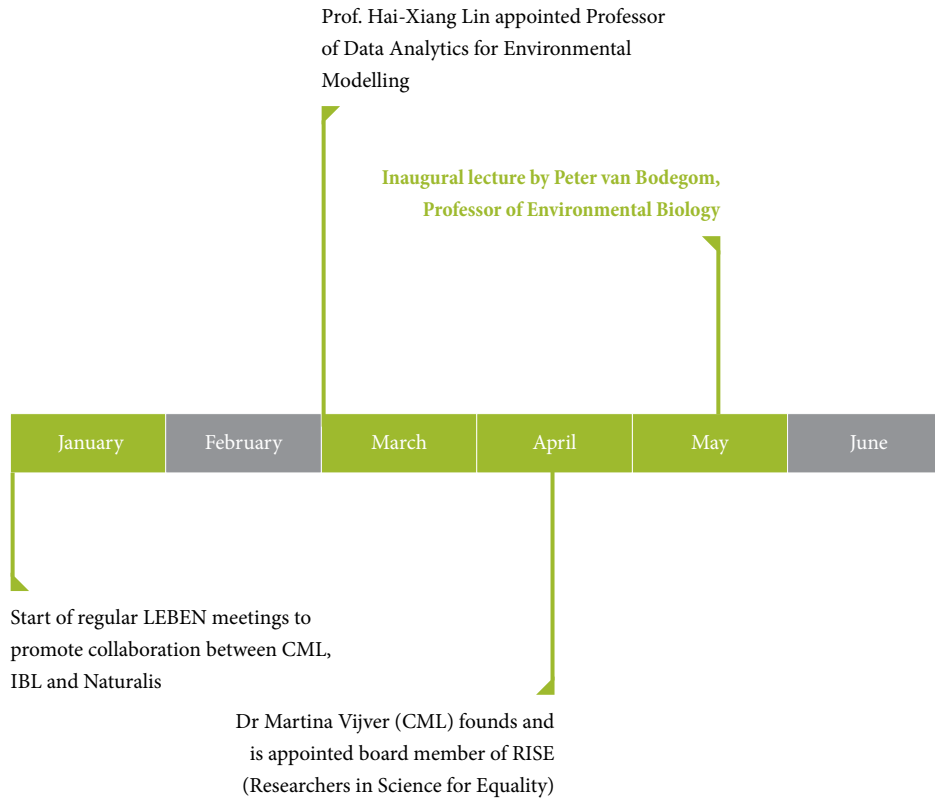 Prof. Hai-Xiang Lin appointed Professor
of Data Analytics for Environmental
Modelling
Inaugural lecture by Peter van Bodegom,
Professor of Environmental Biology
January
February
March
April
May
June
Start of regular LEBEN meetings to
promote collaboration between CML,
IBL and Naturalis
Dr Martina Vijver (CML) founds and
is appointed board member of RISE
(Researchers in Science for Equality)